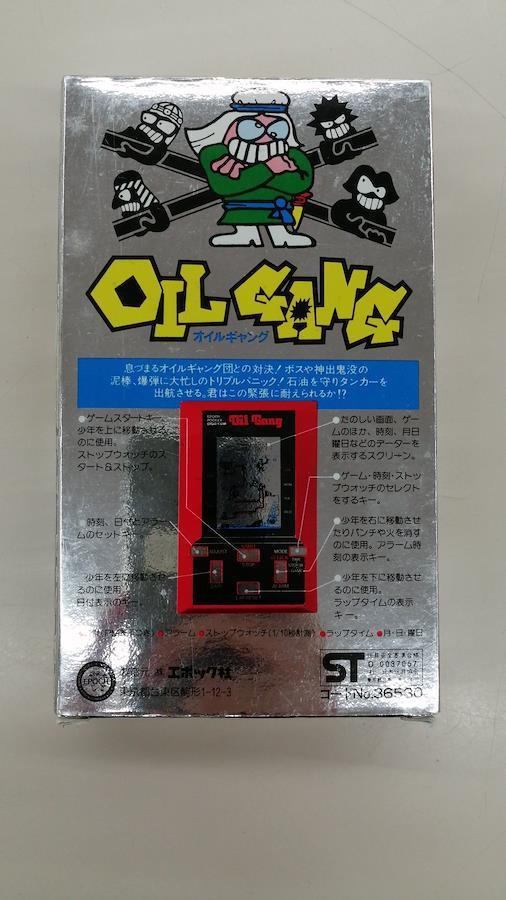 OIL GANG
オイルギャング
息づまるオイルギャング団との対決！ボスや神出鬼没の
泥棒、爆弾に大忙しのトリプルパニック！石油を守りタンカーを
出航させる。君はこの緊張に耐えられるか!?
●ゲームスタートキー。
少年を上に移動させる
のに使用。
ストップウォッチのス
タート&ストップ。
●時刻、日付とアラー
ムのセットキー。
●少年を左に移動させ
るのに使用。
日付表示のキー。
Oil Gang
ADJUST
STOP
MODE
ALARM
●たのしい画面、ゲー
ムのほか、時刻、月日
曜日などのデーターを
表示するスクリーン。
●ゲーム・時刻・ストッ
プウオッチのセレクト
をするキー。
●少年を右に移動させ
たりパンチや火を消す
のに使用。アラーム時刻
の表示キー。
●少年を下に移動させ
るのに使用。
ラップタイムの表示
キー。
●アラーム ●ストップウォッチ(1/10秒計測) ●ラップタイム ●月・日・曜日
EPOCH
エポック社
東京都台東区駒形1-12-3
ST
コードNo.36530